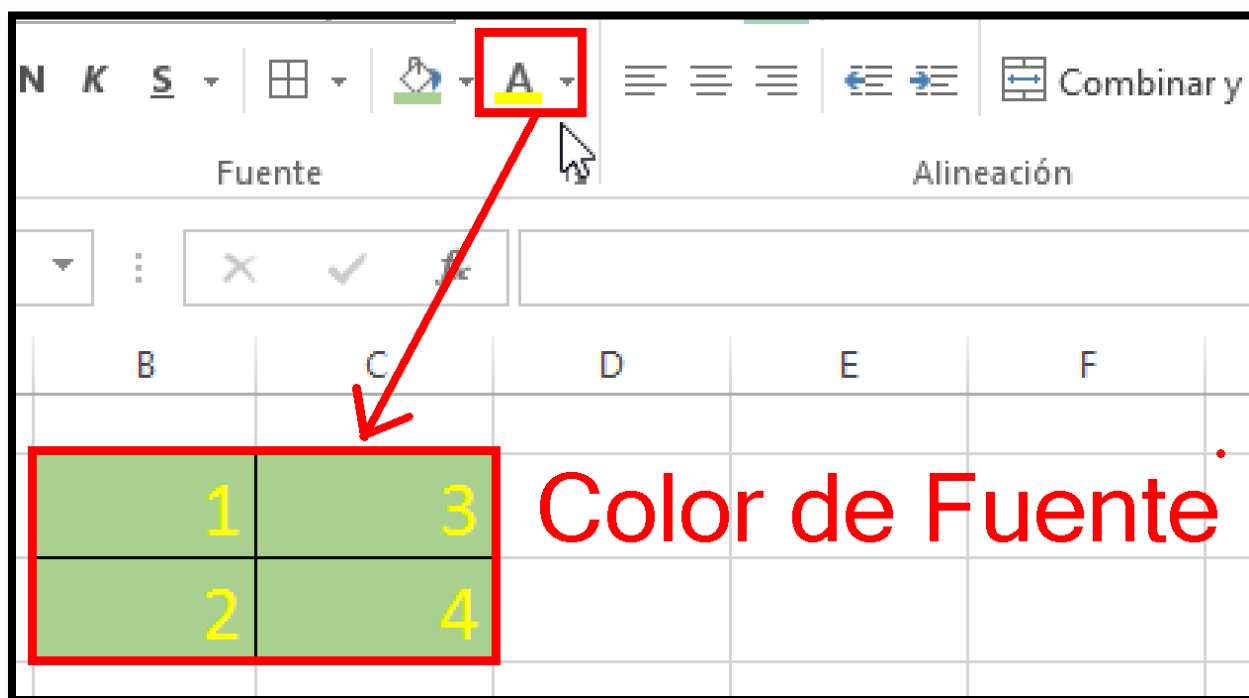 N K S A Combinar y
Fuente Alineación
fx
B C D E F
1 3 Color de Fuente
2 4